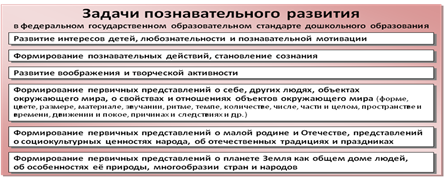 Задачи познавательного развития
в федеральном государственном образовательном стандарте дошкольного образования
Развитие интересов детей, любознательности и познавательной мотивации
Формирование познавательных действий, становление сознания
Развитие воображения и творческой активности
Формирование первичных представлений о себе, других людях, объектах
окружающего мира, о свойствах и отношениях объектов окружающего мира (форме,
цвете, размере, материале, звучании, ритме, темпе, количестве, числе, части и целом, пространстве и
времени, движении и покое, причинах и следствиях и др.)
Формирование первичных представлений о малой родине и Отечестве, представлений
о социокультурных ценностях народа, об отечественных традициях и праздниках
Формирование первичных представлений о планете Земля как общем доме людей,
об особенностях её природы, многообразии стран и народов